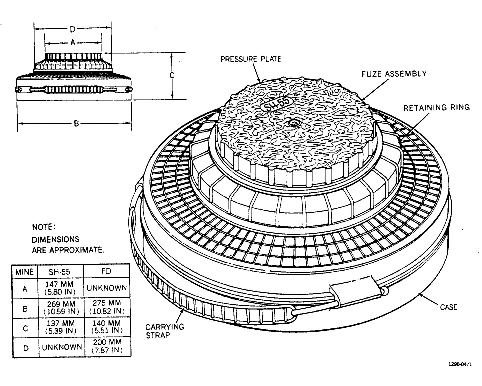 D
A
C
B
PRESSURE PLATE
FUZE ASSEMBLY
RETAINING RING
CASE
CARRYING
STRAP
NOTE:
DIMENSIONS
ARE APPROXIMATE.
MINE SH-55 FD
A 147 MM (5.80 IN) UNKNOWN
B 269 MM (10.59 IN) 275 MM (10.82 IN)
C 137 MM (5.39 IN) 140 MM (5.51 IN)
D UNKNOWN 200 MM (7.87 IN)
1298-04/1